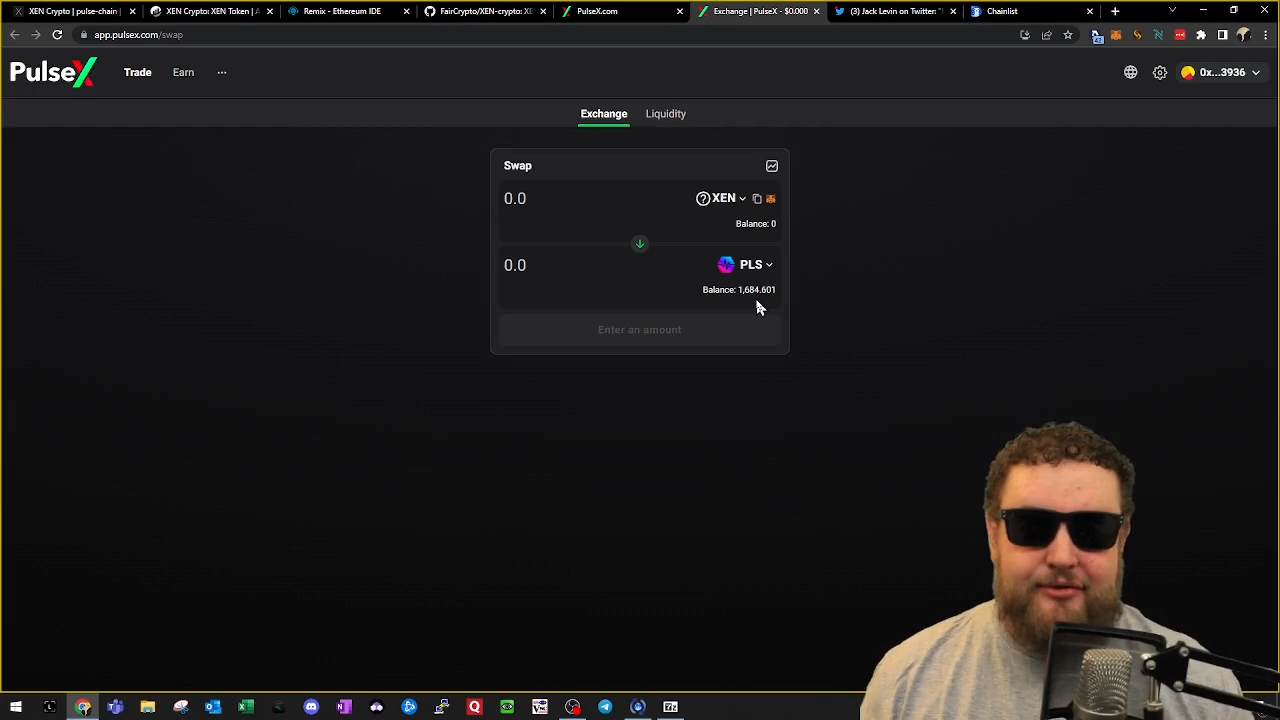 XEN Crypto | pulse-chain
XEN Crypto: XEN Token | A
Remix - Ethereum IDE
FairCrypto/XEN-crypto: XE
PulseX.com
Exchange | PulseX - $0.000
(3) Jack Levin on Twitter: "I
Chainlist
app.pulsex.com/swap
42
PulseX
Trade
Earn
...
0x...3936
Exchange
Liquidity
Swap
0.0
XEN
Balance: 0
0.0
PLS
Balance: 1,684.601
Enter an amount